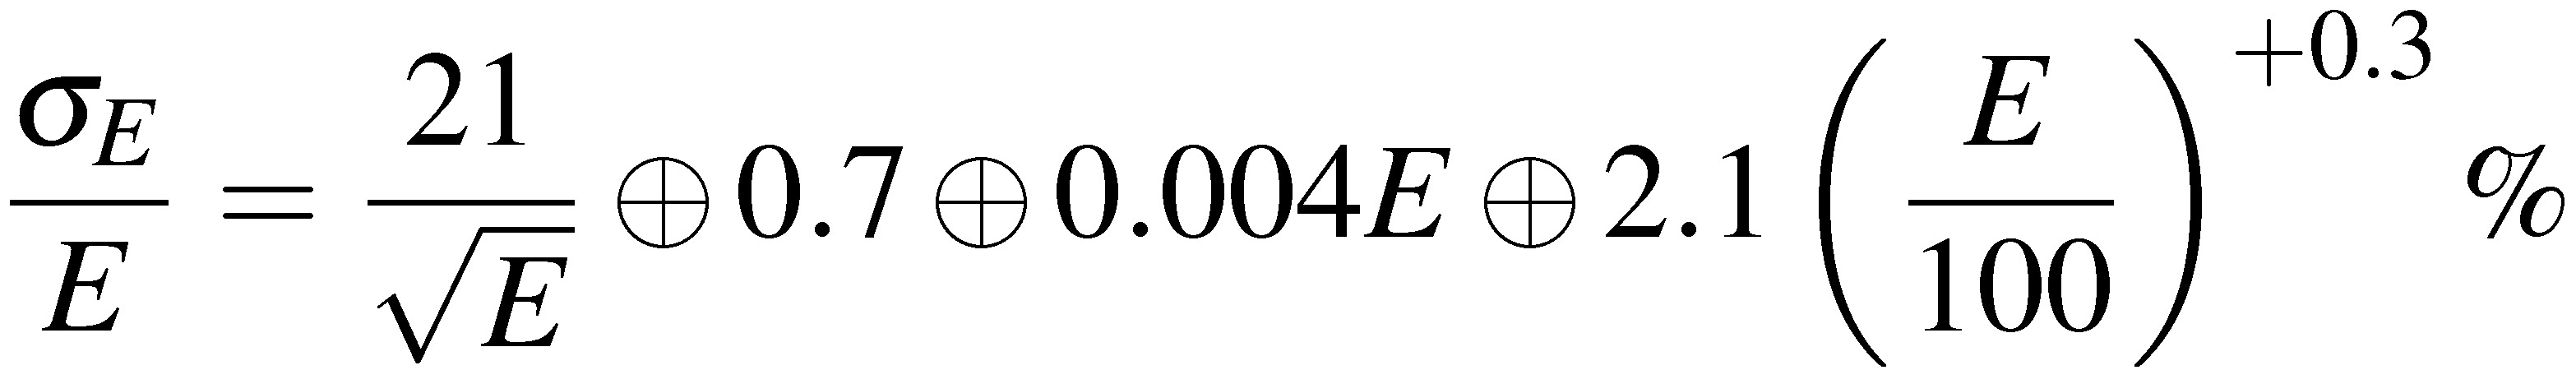 σ_E/E = 21/√E ⊕ 0.7 ⊕ 0.004E ⊕ 2.1 (E/100)^{+0.3} %